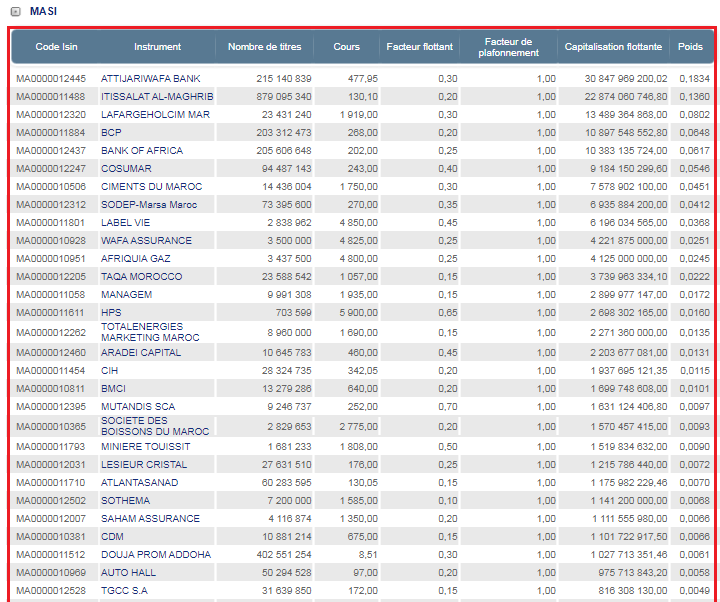 MASI
Code Isin Instrument Nombre de titres Cours Facteur flottant Facteur de plafonnement Capitalisation flottante Poids
MA0000012445 ATTIJARIWAFA BANK 215 140 839 477,95 0,30 1,00 30 847 969 200,02 0,1834
MA0000011488 ITISSALAT AL-MAGHRIB 879 095 340 130,10 0,20 1,00 22 874 060 746,80 0,1360
MA0000012320 LAFARGEHOLCIM MAR 23 431 240 1 919,00 0,30 1,00 13 489 364 868,00 0,0802
MA0000011884 BCP 203 312 473 268,00 0,20 1,00 10 897 548 552,80 0,0648
MA0000012437 BANK OF AFRICA 205 606 648 202,00 0,25 1,00 10 383 135 724,00 0,0617
MA0000012247 COSUMAR 94 487 143 243,00 0,40 1,00 9 184 150 299,60 0,0546
MA0000010506 CIMENTS DU MAROC 14 436 004 1 750,00 0,30 1,00 7 578 902 100,00 0,0451
MA0000012312 SODEP-Marsa Maroc 73 395 600 270,00 0,35 1,00 6 935 884 200,00 0,0412
MA0000011801 LABEL VIE 2 838 962 4 850,00 0,45 1,00 6 196 034 565,00 0,0368
MA0000010928 WAFA ASSURANCE 3 500 000 4 825,00 0,25 1,00 4 221 875 000,00 0,0251
MA0000010951 AFRIQUIA GAZ 3 437 500 4 800,00 0,25 1,00 4 125 000 000,00 0,0245
MA0000012205 TAQA MOROCCO 23 588 542 1 057,00 0,15 1,00 3 739 963 334,10 0,0222
MA0000011058 MANAGEM 9 991 308 1 935,00 0,15 1,00 2 899 977 147,00 0,0172
MA0000011611 HPS 703 599 5 900,00 0,65 1,00 2 698 302 165,00 0,0160
MA0000012262 TOTALENERGIES MARKETING MAROC 8 960 000 1 690,00 0,15 1,00 2 271 360 000,00 0,0135
MA0000012460 ARADEI CAPITAL 10 645 783 460,00 0,45 1,00 2 203 677 081,00 0,0131
MA0000011454 CIH 28 324 735 342,05 0,20 1,00 1 937 695 121,35 0,0115
MA0000010811 BMCI 13 279 286 640,00 0,20 1,00 1 699 748 608,00 0,0101
MA0000012395 MUTANDIS SCA 9 246 737 252,00 0,70 1,00 1 631 124 406,80 0,0097
MA0000010365 SOCIETE DES BOISSONS DU MAROC 2 829 653 2 775,00 0,20 1,00 1 570 457 415,00 0,0093
MA0000011793 MINIERE TOUISSIT 1 681 233 1 808,00 0,50 1,00 1 519 834 632,00 0,0090
MA0000012031 LESIEUR CRISTAL 27 631 510 176,00 0,25 1,00 1 215 786 440,00 0,0072
MA0000011710 ATLANTASANAD 60 283 595 130,05 0,15 1,00 1 175 982 229,46 0,0070
MA0000012502 SOTHEMA 7 200 000 1 585,00 0,10 1,00 1 141 200 000,00 0,0068
MA0000012007 SAHAM ASSURANCE 4 116 874 1 350,00 0,20 1,00 1 111 555 980,00 0,0066
MA0000010381 CDM 10 881 214 675,00 0,15 1,00 1 101 722 917,50 0,0066
MA0000011512 DOUJA PROM ADDOHA 402 551 254 8,51 0,30 1,00 1 027 713 351,46 0,0061
MA0000010969 AUTO HALL 50 294 528 97,00 0,20 1,00 975 713 843,20 0,0058
MA0000012528 TGCC S.A 31 639 850 172,00 0,15 1,00 816 308 130,00 0,0049